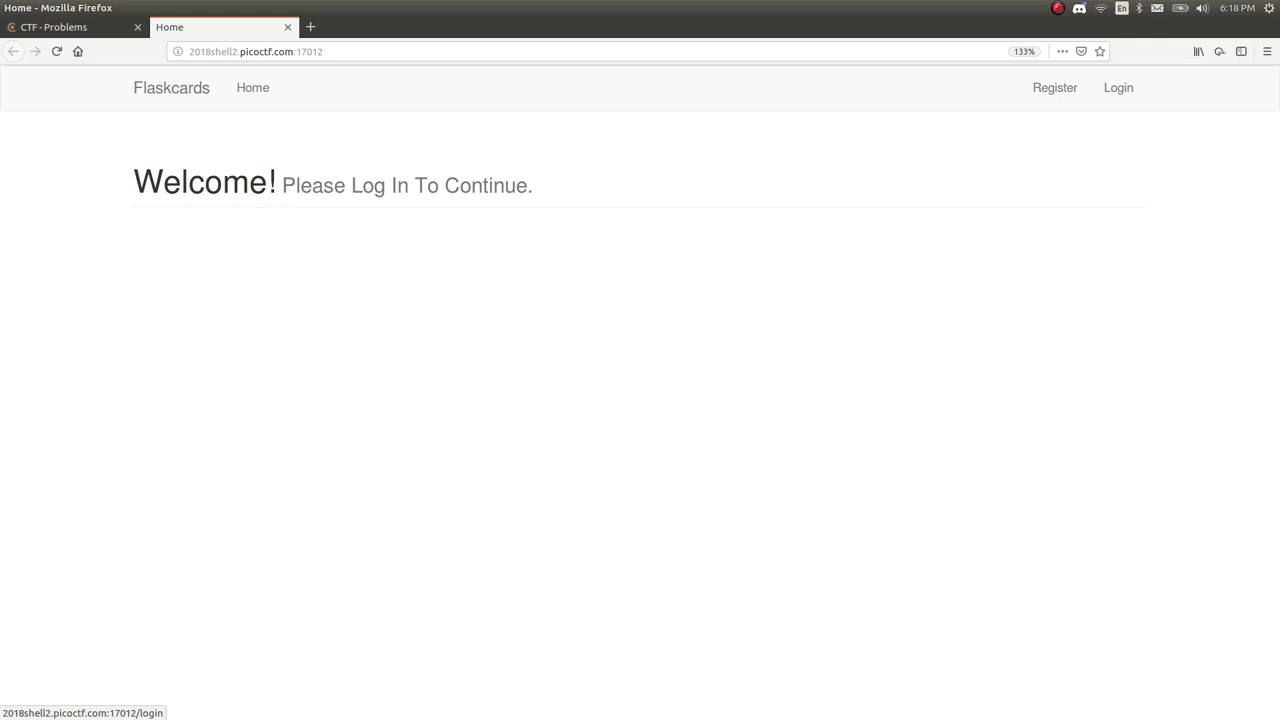 Home - Mozilla Firefox
En
6:18 PM
CTF - Problems
Home
2018shell2.picoctf.com:17012
133%
Flaskcards
Home
Register
Login
Welcome! Please Log In To Continue.
2018shell2.picoctf.com:17012/login